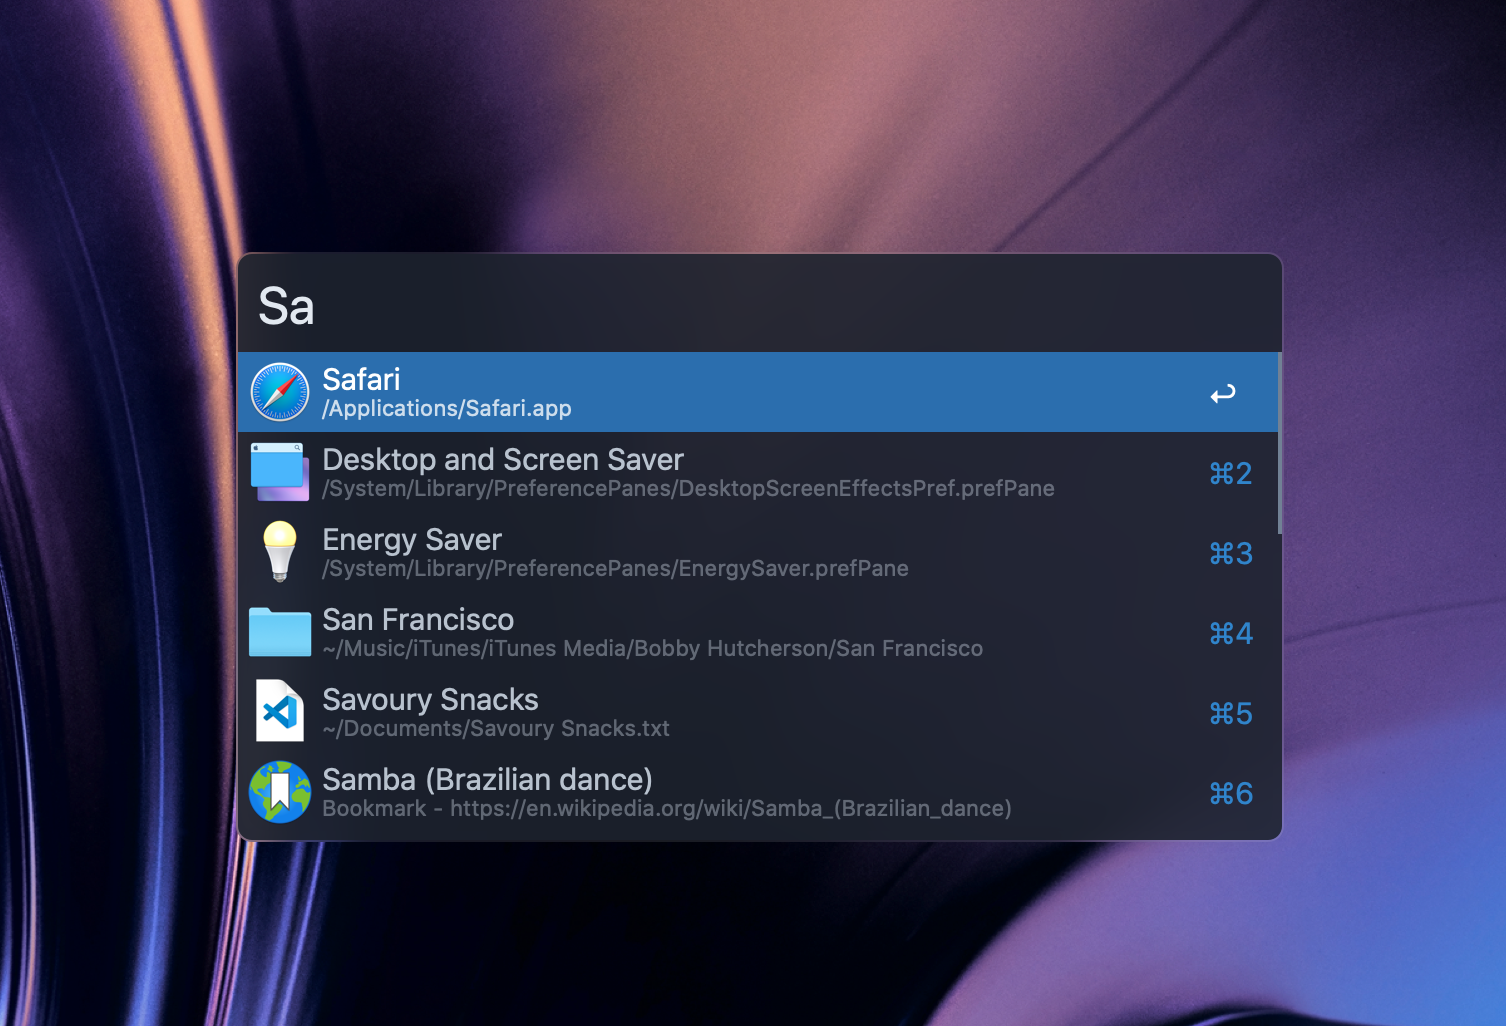 Sa
Safari
/Applications/Safari.app
Desktop and Screen Saver
/System/Library/PreferencePanes/DesktopScreenEffectsPref.prefPane
⌘2
Energy Saver
/System/Library/PreferencePanes/EnergySaver.prefPane
⌘3
San Francisco
~/Music/iTunes/iTunes Media/Bobby Hutcherson/San Francisco
⌘4
Savoury Snacks
~/Documents/Savoury Snacks.txt
⌘5
Samba (Brazilian dance)
Bookmark - https://en.wikipedia.org/wiki/Samba_(Brazilian_dance)
⌘6